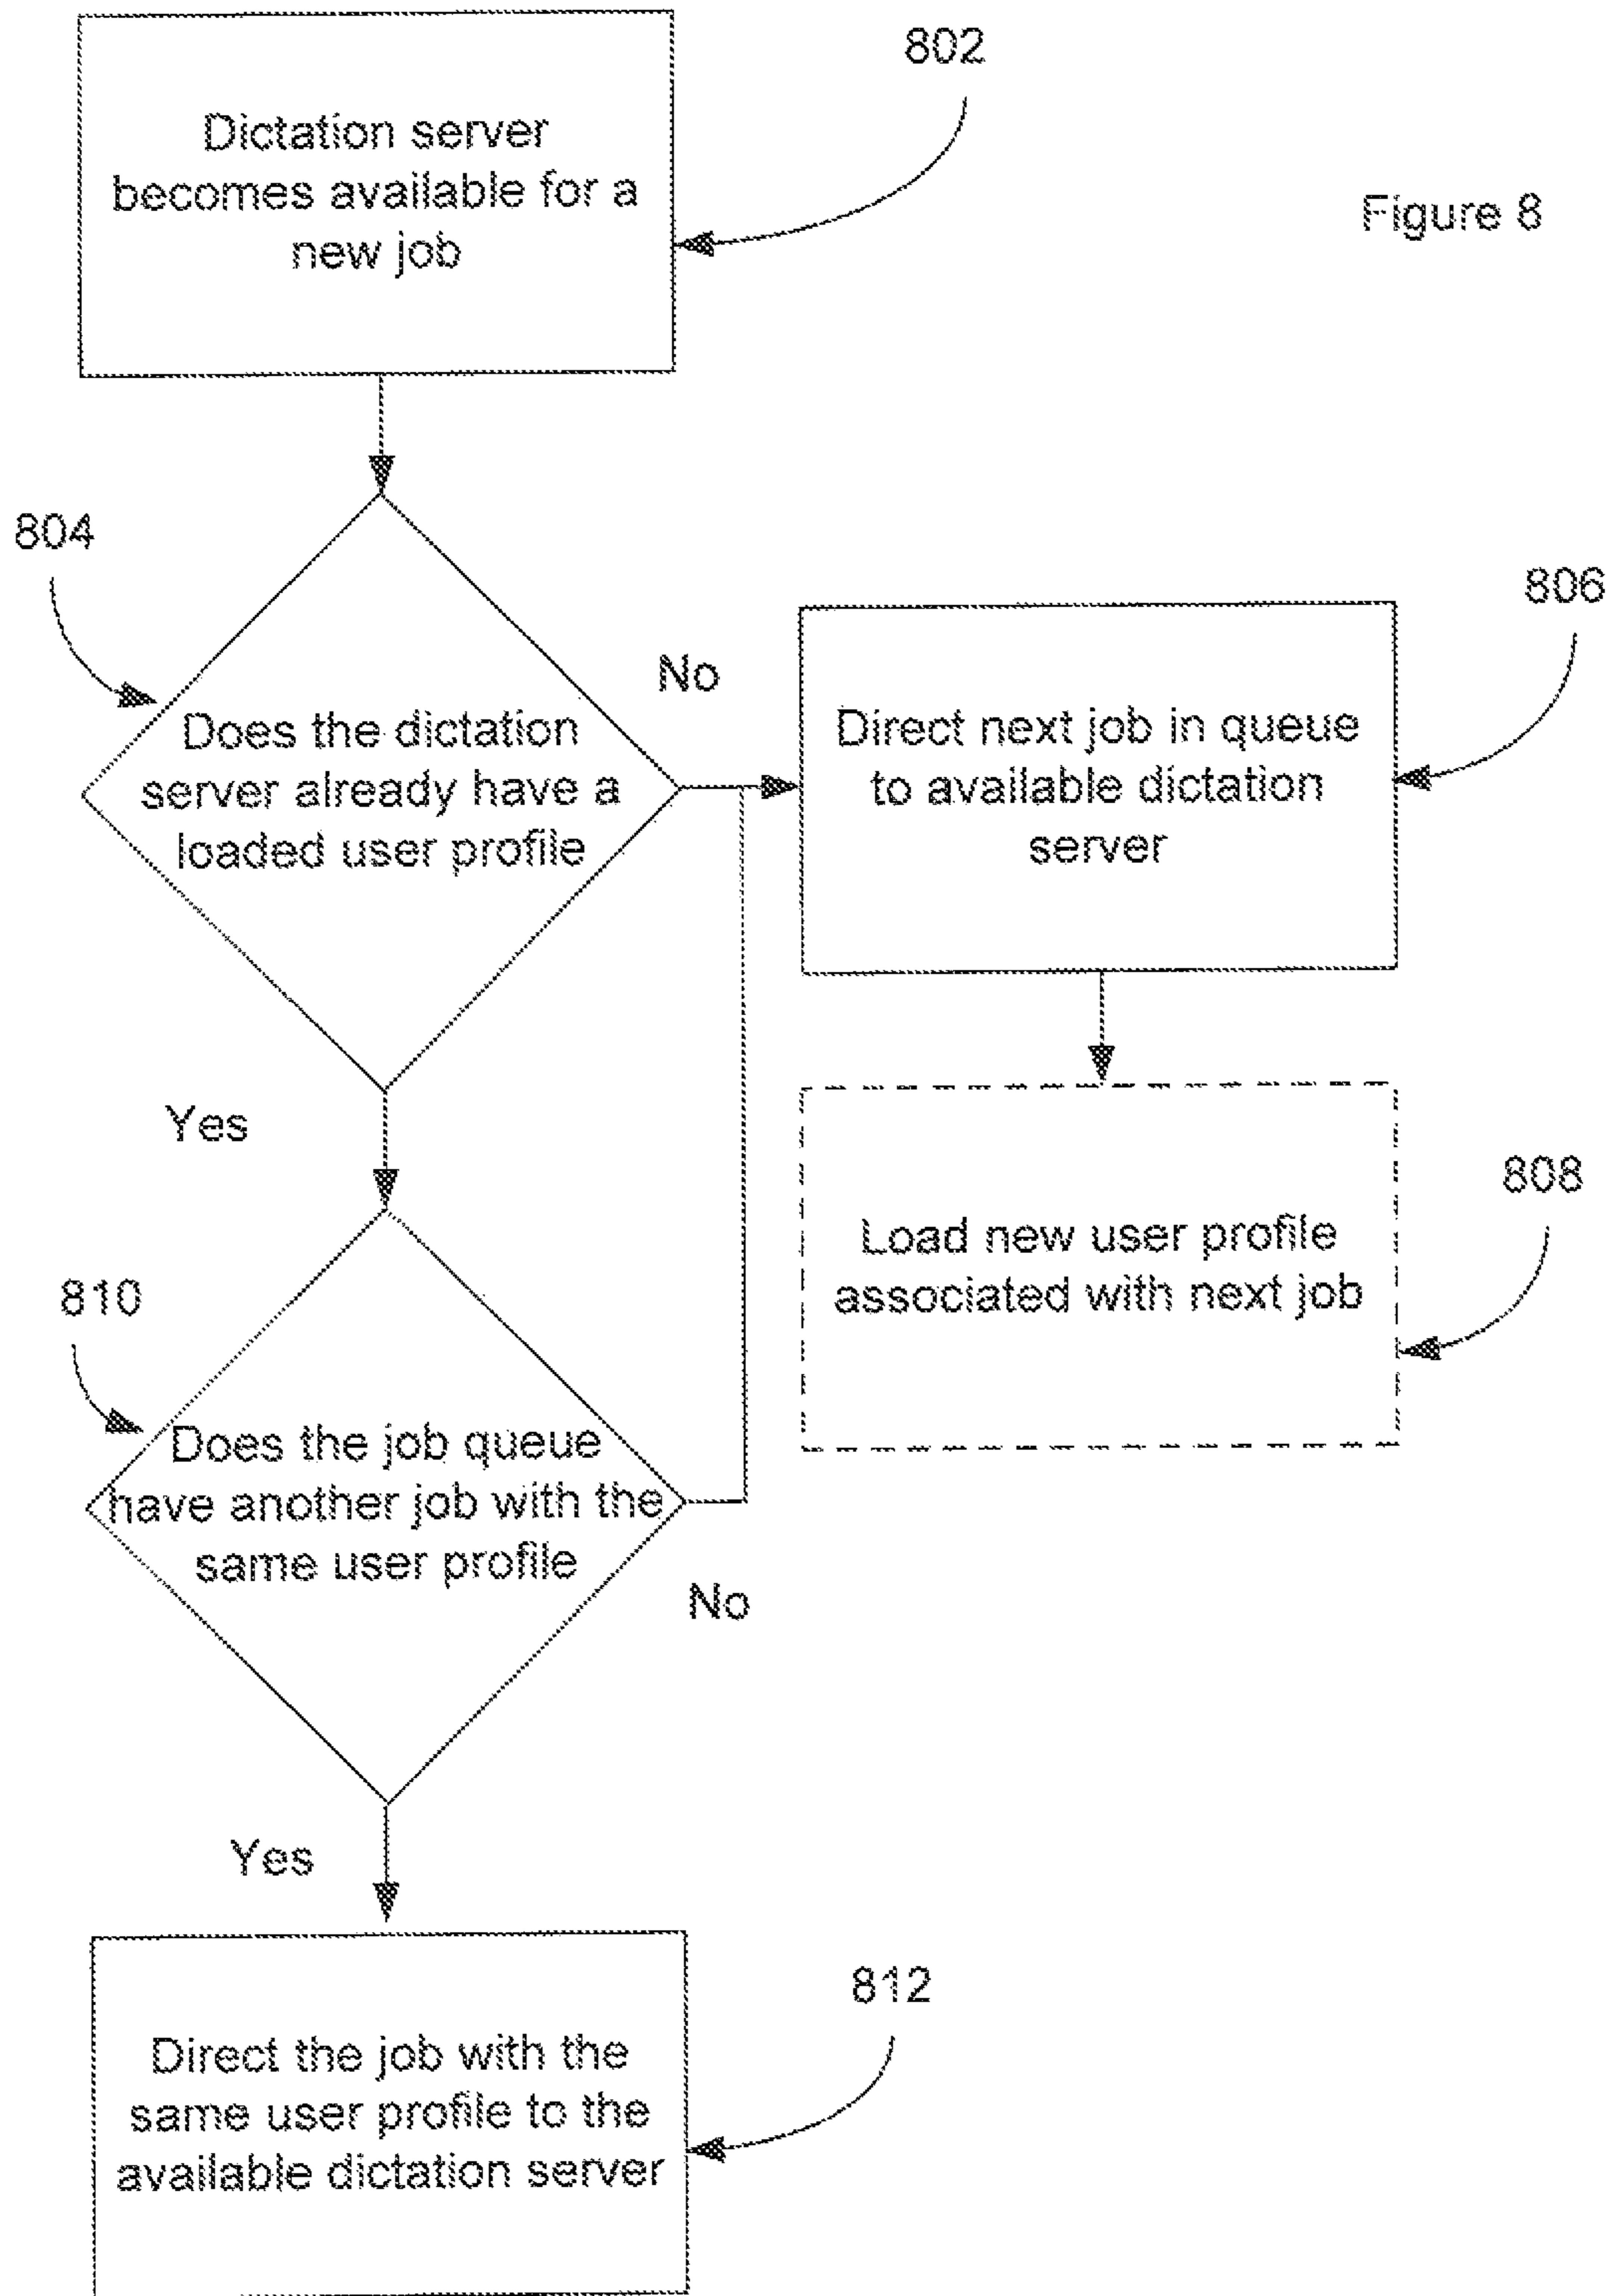 802
Dictation server
becomes available for a
new job
Figure 8
804
No
806
Does the dictation
server already have a
loaded user profile
Direct next job in queue
to available dictation
server
Yes
808
Load new user profile
associated with next job
810
Does the job queue
have another job with the
same user profile
No
Yes
812
Direct the job with the
same user profile to the
available dictation server